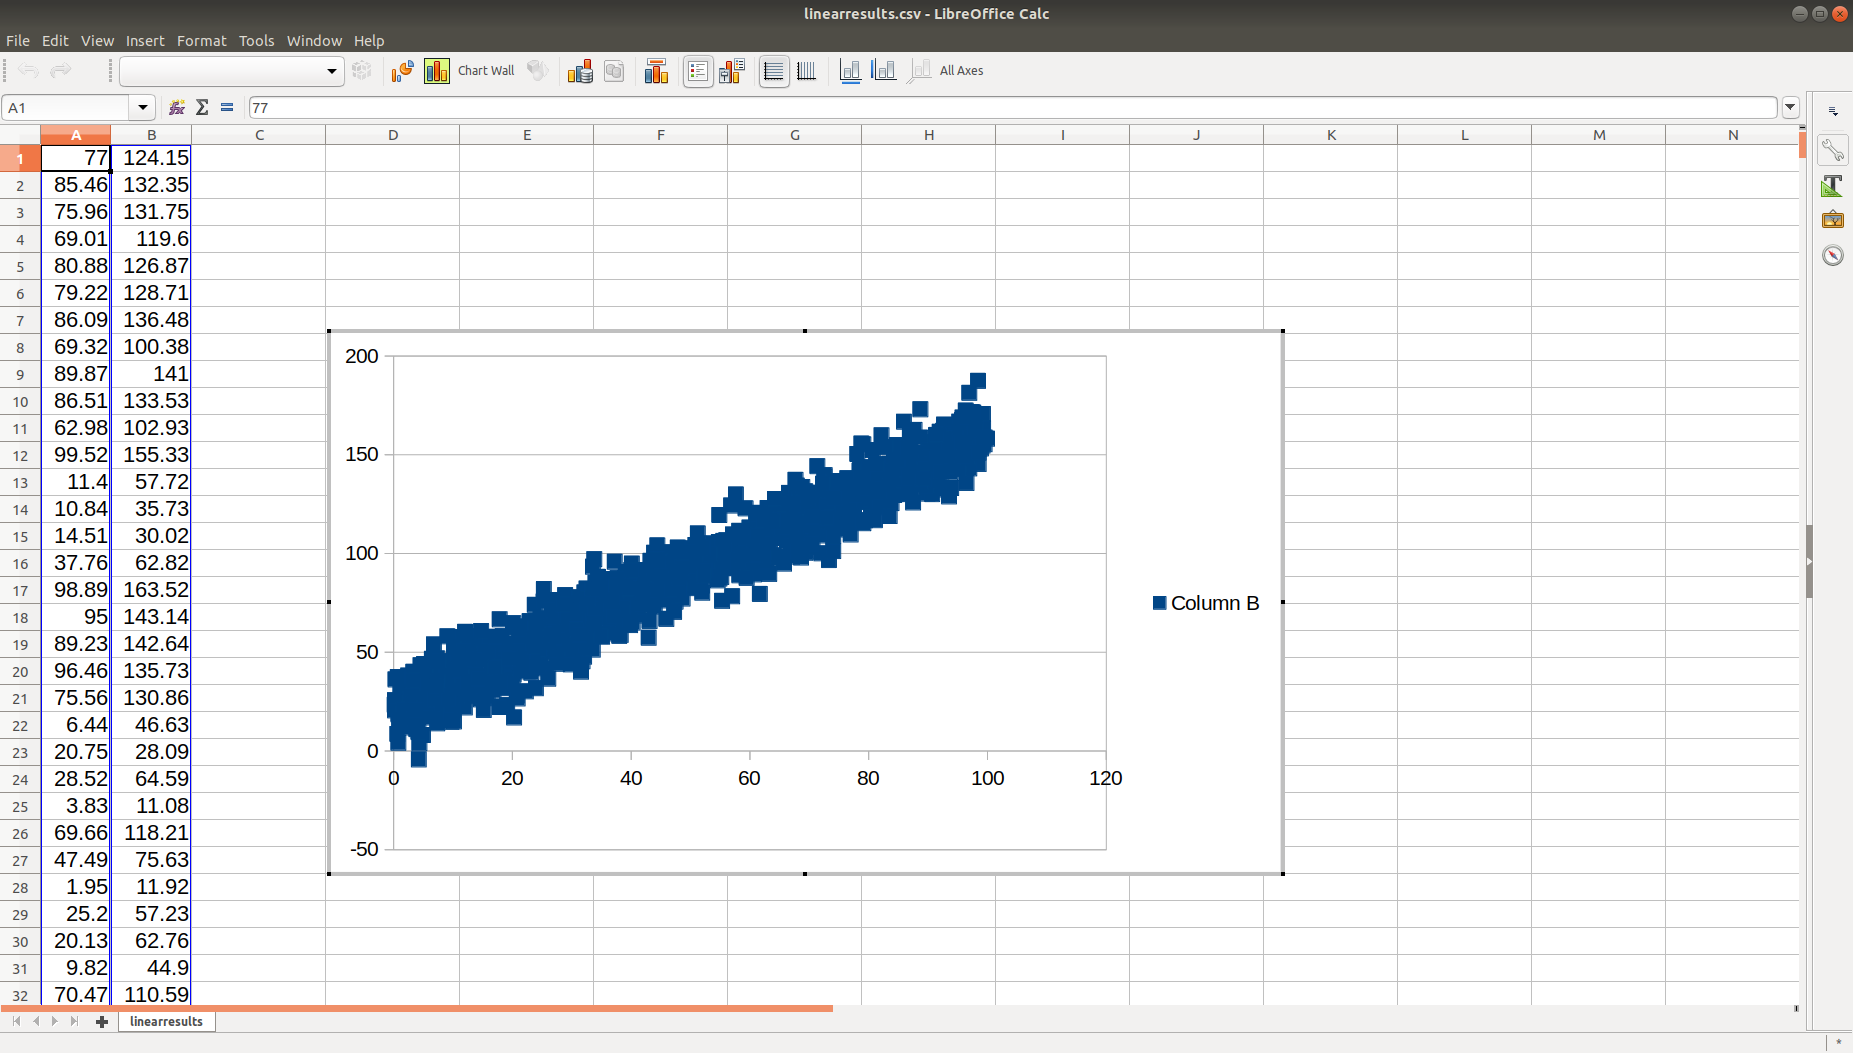 linearresults.csv - LibreOffice Calc
File Edit View Insert Format Tools Window Help
Chart Wall All Axes
A1 77
A B C D E F G H I J K L M N
1 77 124.15
2 85.46 132.35
3 75.96 131.75
4 69.01 119.6
5 80.88 126.87
6 79.22 128.71
7 86.09 136.48
8 69.32 100.38
9 89.87 141
10 86.51 133.53
11 62.98 102.93
12 99.52 155.33
13 11.4 57.72
14 10.84 35.73
15 14.51 30.02
16 37.76 62.82
17 98.89 163.52
18 95 143.14
19 89.23 142.64
20 96.46 135.73
21 75.56 130.86
22 6.44 46.63
23 20.75 28.09
24 28.52 64.59
25 3.83 11.08
26 69.66 118.21
27 47.49 75.63
28 1.95 11.92
29 25.2 57.23
30 20.13 62.76
31 9.82 44.9
32 70.47 110.59
200
150
100
50
0
-50
0 20 40 60 80 100 120
Column B
linearresults